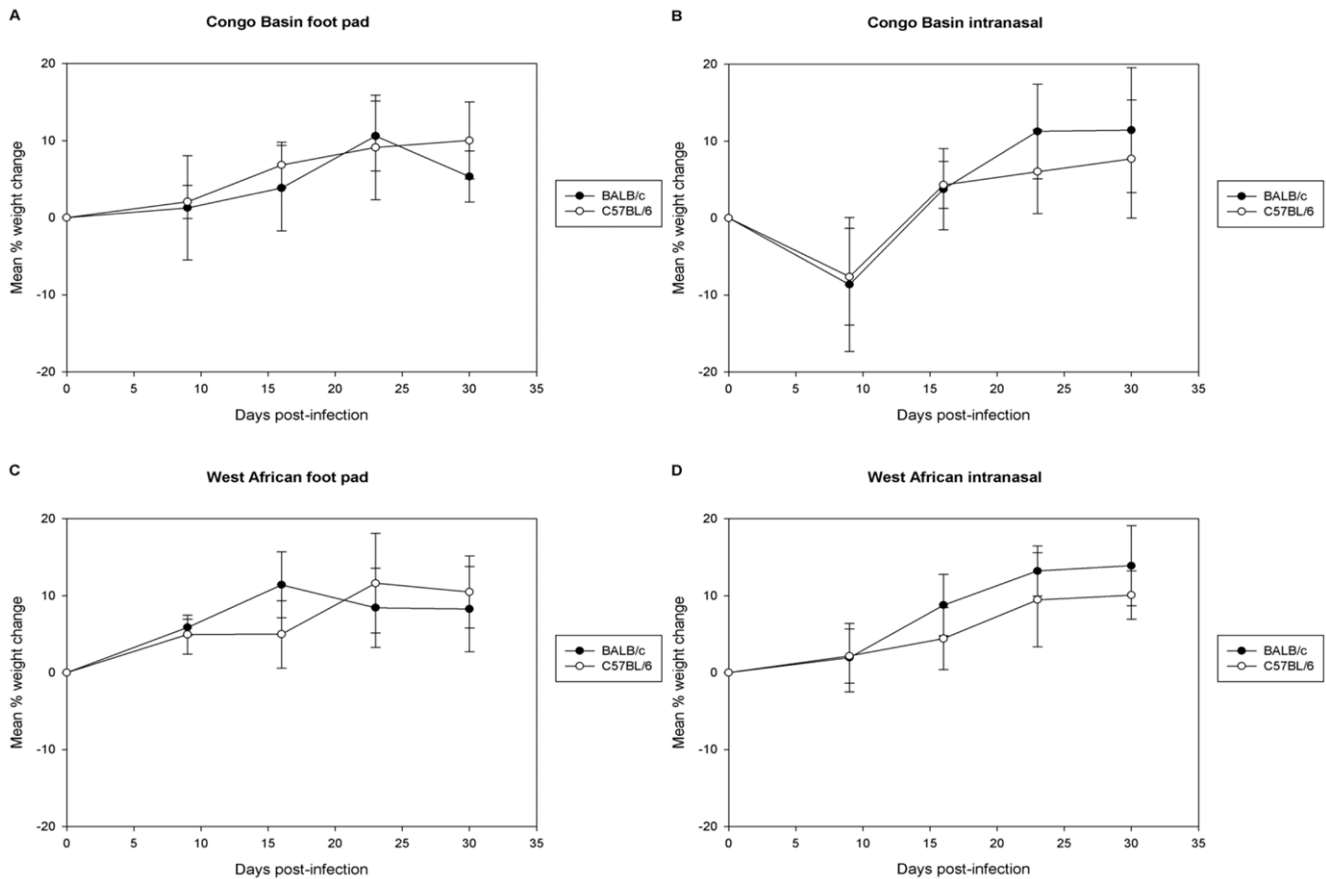 A
Congo Basin foot pad
20
10
0
-10
-20
Mean % weight change
0 5 10 15 20 25 30 35
Days post-infection
BALB/c
C57BL/6
B
Congo Basin intranasal
20
10
0
-10
-20
Mean % weight change
0 5 10 15 20 25 30 35
Days post-infection
BALB/c
C57BL/6
C
West African foot pad
20
10
0
-10
-20
Mean % weight change
0 5 10 15 20 25 30 35
Days post-infection
BALB/c
C57BL/6
D
West African intranasal
20
10
0
-10
-20
Mean % weight change
0 5 10 15 20 25 30 35
Days post-infection
BALB/c
C57BL/6